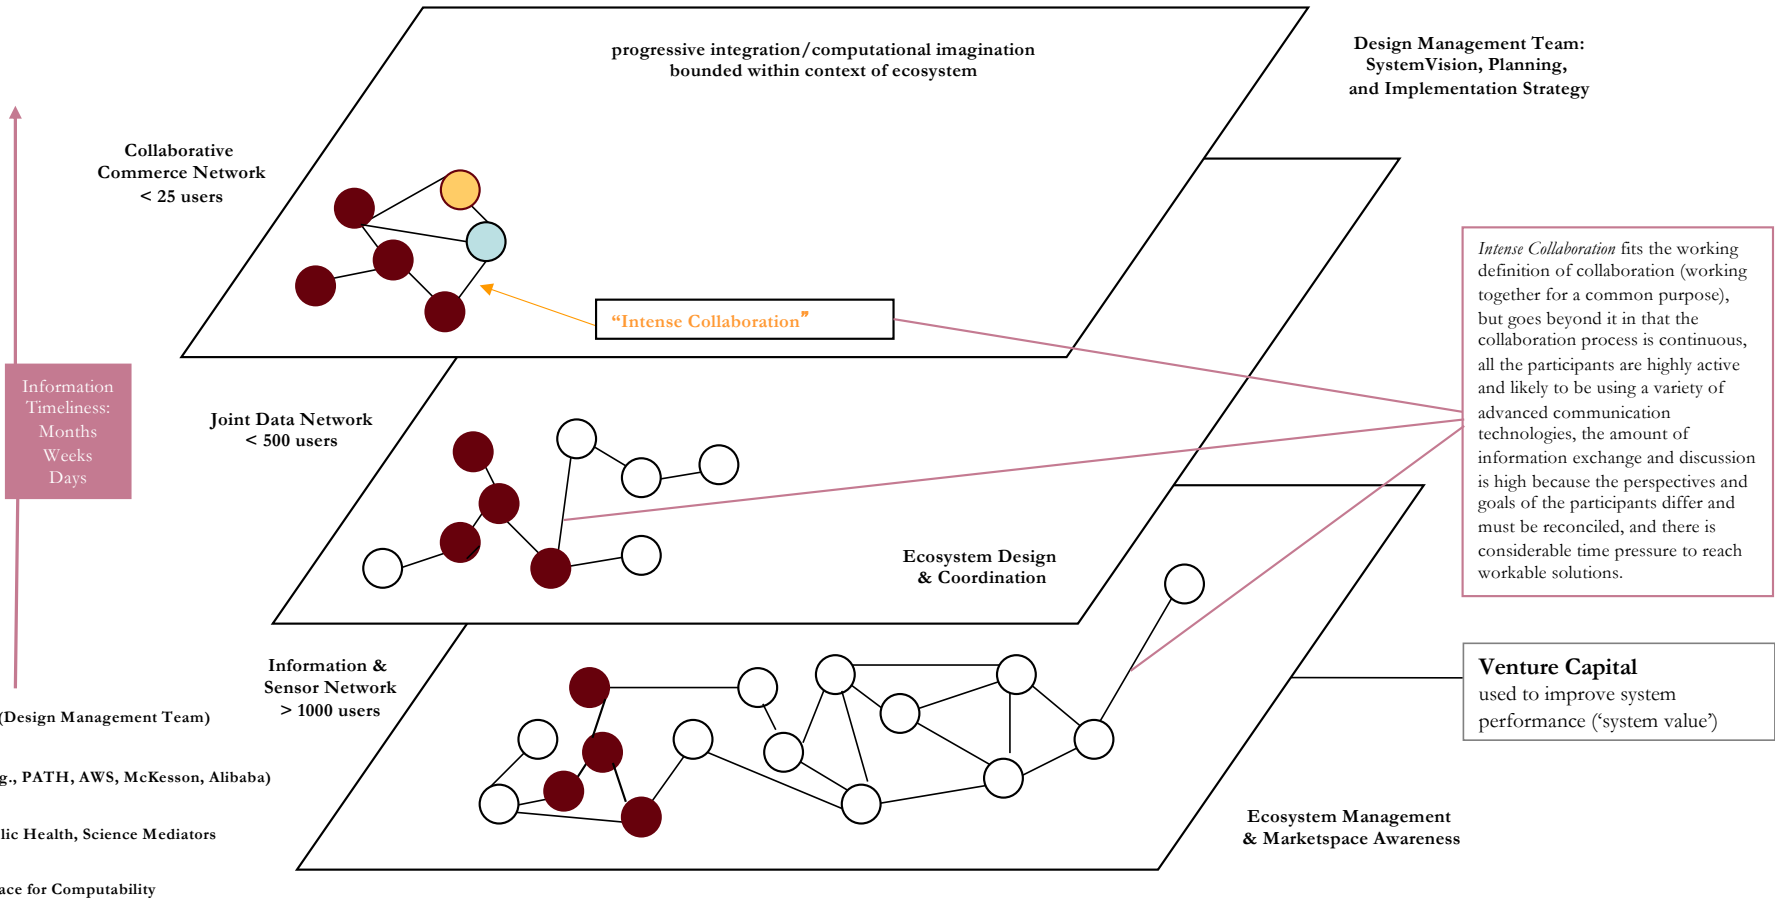 progressive integration/computational imagination
bounded within context of ecosystem
Design Management Team:
SystemVision, Planning,
and Implementation Strategy
Collaborative
Commerce Network
< 25 users
“Intense Collaboration”
Intense Collaboration fits the working
definition of collaboration (working
together for a common purpose),
but goes beyond it in that the
collaboration process is continuous,
all the participants are highly active
and likely to be using a variety of
advanced communication
technologies, the amount of
information exchange and discussion
is high because the perspectives and
goals of the participants differ and
must be reconciled, and there is
considerable time pressure to reach
workable solutions.
Information
Timeliness:
Months
Weeks
Days
Joint Data Network
< 500 users
Ecosystem Design
& Coordination
Information &
Sensor Network
> 1000 users
Venture Capital
used to improve system
performance (‘system value’)
(Design Management Team)
g., PATH, AWS, McKesson, Alibaba)
lic Health, Science Mediators
ace for Computability
Ecosystem Management
& Marketspace Awareness